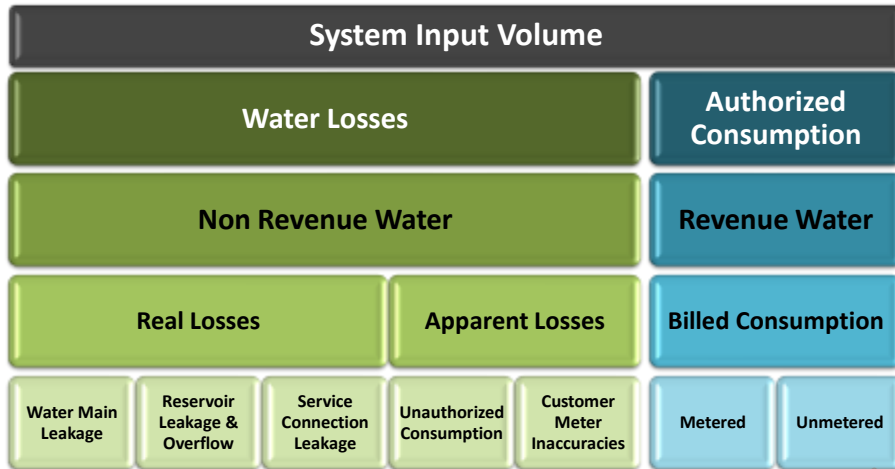 System Input Volume
Water Losses
Authorized
Consumption
Non Revenue Water
Revenue Water
Real Losses
Apparent Losses
Billed Consumption
Water Main
Leakage
Reservoir
Leakage &
Overflow
Service
Connection
Leakage
Unauthorized
Consumption
Customer
Meter
Inaccuracies
Metered
Unmetered